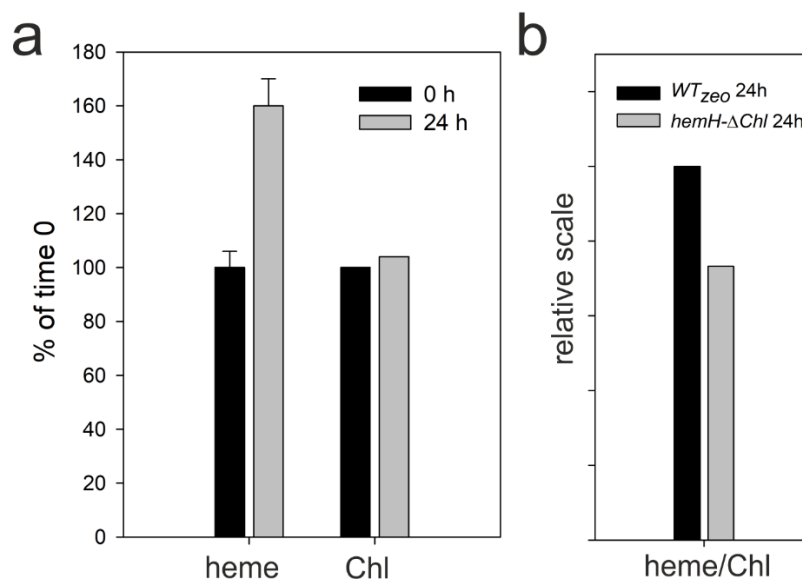 a
180
160
140
120
100
80
60
40
20
0
% of time 0
0 h
24 h
heme
Chl
b
WTzeo 24h
hemH-ΔChl 24h
relative scale
heme/Chl